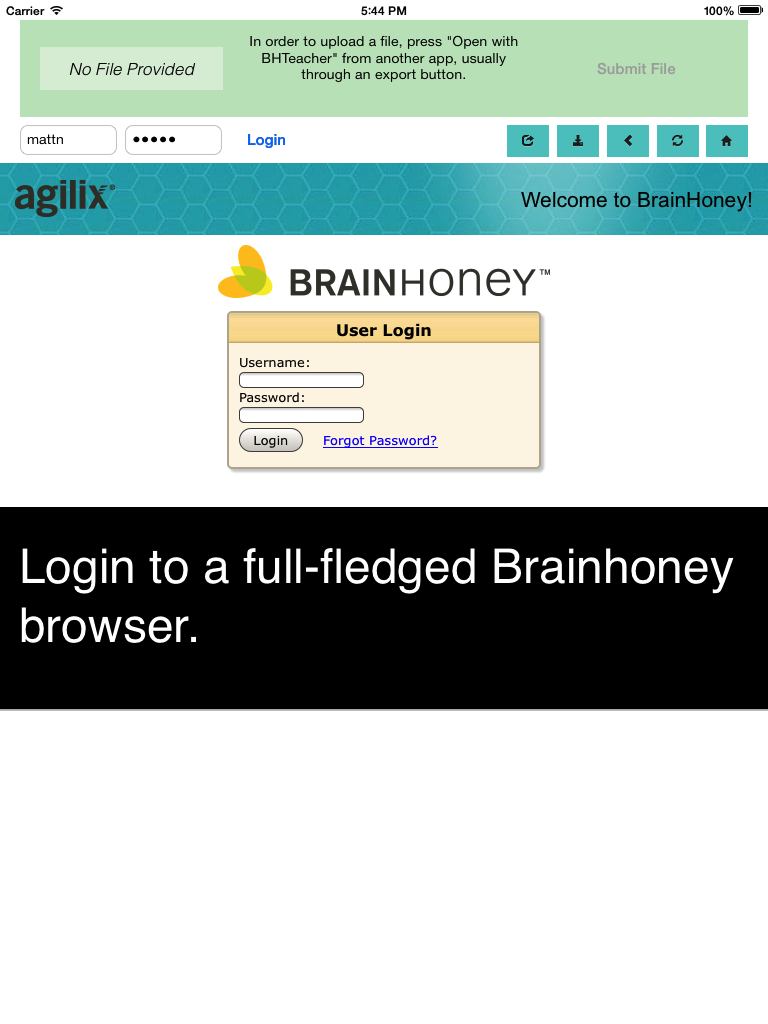 Carrier 5:44 PM 100%
No File Provided
In order to upload a file, press "Open with
BHTeacher" from another app, usually
through an export button.
Submit File
mattn ••••• Login
agilix®
Welcome to BrainHoney!
BRAINHONEY™
User Login
Username:
Password:
Login Forgot Password?
Login to a full-fledged Brainhoney
browser.